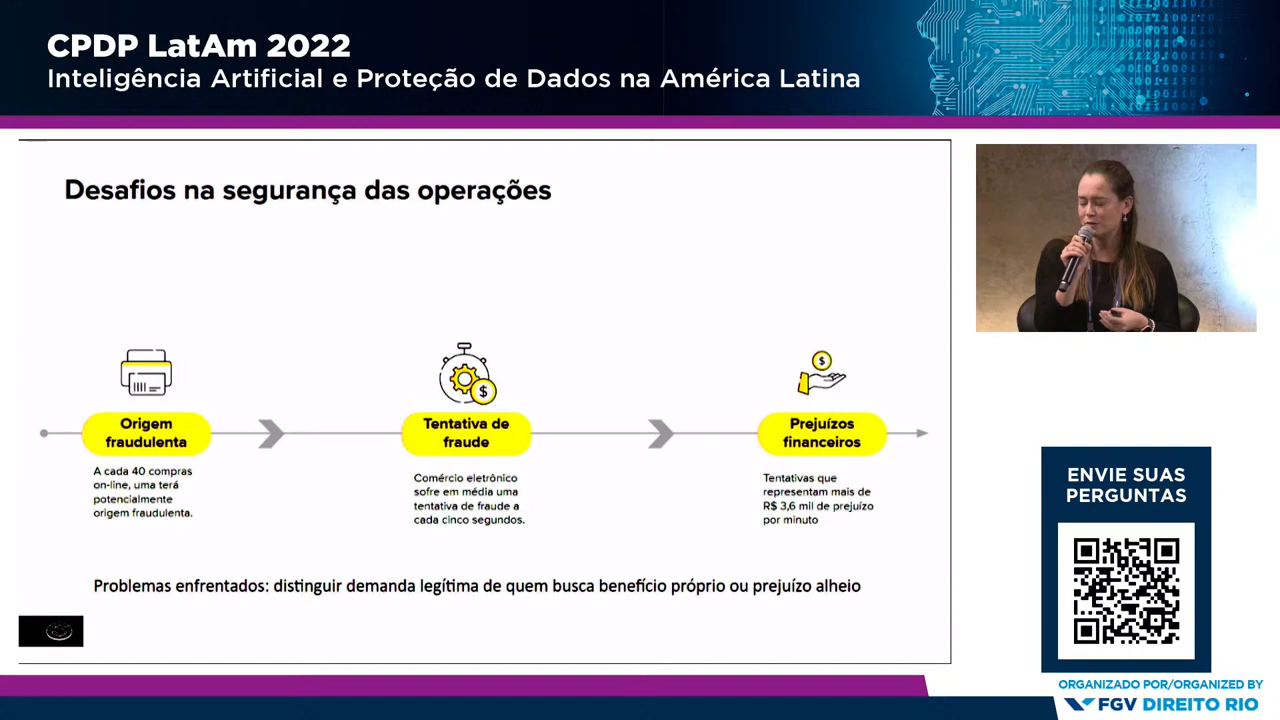 CPDP LatAm 2022
Inteligência Artificial e Proteção de Dados na América Latina
Desafios na segurança das operações
Origem
fraudulenta
A cada 40 compras
on-line, uma terá
potencialmente
origem fraudulenta.
Tentativa de
fraude
Comércio eletrônico
sofre em média uma
tentativa de fraude a
cada cinco segundos.
Prejuízos
financeiros
Tentativas que
representam mais de
R$ 3,6 mil de prejuízo
por minuto
Problemas enfrentados: distinguir demanda legítima de quem busca benefício próprio ou prejuízo alheio
ENVIE SUAS
PERGUNTAS
ORGANIZADO POR/ORGANIZED BY
FGV DIREITO RIO